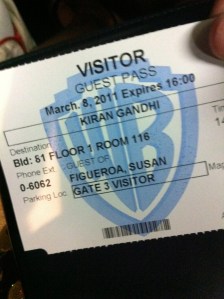 VISITOR
GUEST PASS
March. 8, 2011 Expires 16:00
KIRAN GANDHI
Destination
Bld: 81 FLOOR 1 ROOM 116
Phone Ext. GUEST OF
0-6062 FIGUEROA, SUSAN
Parking Loc. GATE 3 VISITOR